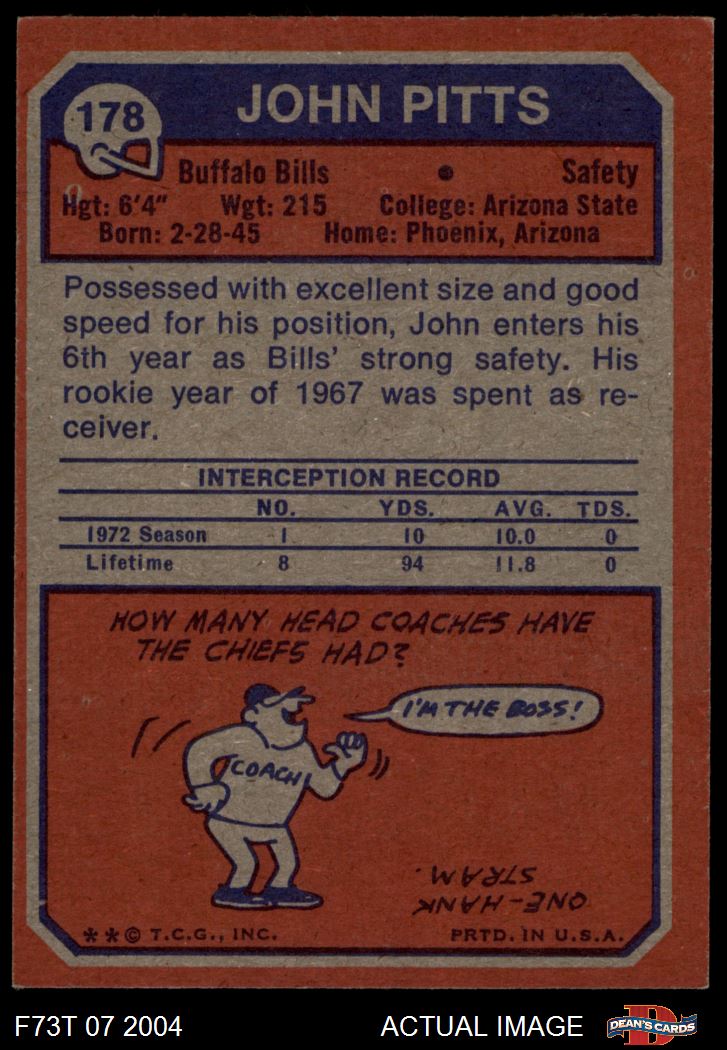 178
JOHN PITTS
Buffalo Bills • Safety
Hgt: 6'4" Wgt: 215 College: Arizona State
Born: 2-28-45 Home: Phoenix, Arizona
Possessed with excellent size and good
speed for his position, John enters his
6th year as Bills' strong safety. His
rookie year of 1967 was spent as re-
ceiver.
INTERCEPTION RECORD
NO. YDS. AVG. TDS.
1972 Season 1 10 10.0 0
Lifetime 8 94 11.8 0
HOW MANY HEAD COACHES HAVE
THE CHIEFS HAD?
I'M THE BOSS!
COACH
ONE-HANK
STRAM.
**© T.C.G., INC. PRTD. IN U.S.A.
F73T 07 2004 ACTUAL IMAGE
D
DEAN'S CARDS